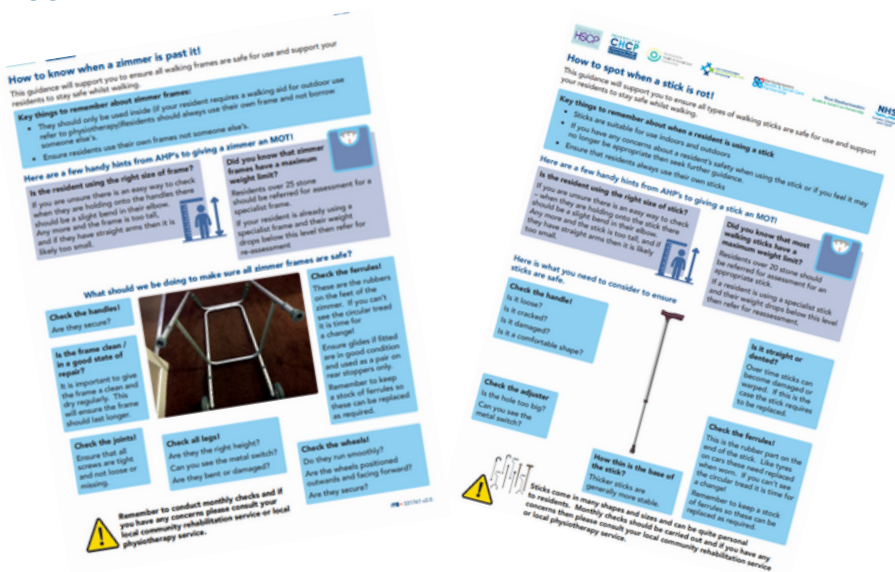 How to know when a zimmer is past it!
This guidance will support you to ensure all walking frames are safe for use and support your
residents to stay safe whilst walking.
Key things to remember about zimmer frames:
• They should only be used inside (if your resident requires a walking aid for outdoor use
refer to physiotherapy)Residents should always use their own frame and not borrow
someone else's.
• Ensure residents use their own frames not someone else's.
Here are a few handy hints from AHP's to giving a zimmer an MOT!
Is the resident using the right size of frame?
If you are unsure there is an easy way to check
when they are holding onto the handles there
should be a slight bend in their elbow.
Any more and the frame is too tall,
and if they have straight arms then it is
likely too small.
Did you know that zimmer
frames have a maximum
weight limit?
Residents over 25 stone
should be referred for assessment for a
specialist frame.
If your resident is already using a
specialist frame and their weight
drops below this level then refer for
re-assessment
What should we be doing to make sure all zimmer frames are safe?
Check the handles!
Are they secure?
Is the frame clean /
in a good state of
repair?
It is important to give
the frame a clean and
dry regularly. This
will ensure the frame
should last longer.
Check the joints!
Ensure that all
screws are tight
and not loose or
missing.
Check all legs!
Are they the right height?
Can you see the metal switch?
Are they bent or damaged?
Check the ferrules!
These are the rubbers
on the feet of the
zimmer. If you can't
see the circular tread
it is time for
a change!
Ensure glides if fitted
are in good condition
and used as a pair on
rear stoppers only.
Remember to keep
a stock of ferrules so
these can be replaced
as required.
Check the wheels!
Do they run smoothly?
Are the wheels positioned
outwards and facing forward?
Are they secure?
Remember to conduct monthly checks and if
you have any concerns please consult your
local community rehabilitation service or local
physiotherapy service.
HSCP
CHCP
NHS
How to spot when a stick is rot!
This guidance will support you to ensure all types of walking sticks are safe for use and support
your residents to stay safe whilst walking.
Key things to remember about when a resident is using a stick
• Sticks are suitable for use indoors and outdoors
• If you have any concerns about a resident's safety when using the stick or if you feel it may
no longer be appropriate then seek further guidance.
• Ensure that residents always use their own sticks
Here are a few handy hints from AHP's to giving a stick an MOT!
Is the resident using the right size of stick?
If you are unsure there is an easy way to check
– when they are holding onto the stick there
should be a slight bend in their elbow.
Any more and the stick is too tall, and if
they have straight arms then it is likely
too small.
Did you know that most
walking sticks have a
maximum weight limit?
Residents over 20 stone should
be referred for assessment for an
appropriate stick.
If a resident is using a specialist stick
and their weight drops below this level
then refer for reassessment.
Here is what you need to consider to ensure
sticks are safe.
Check the handle!
Is it loose?
Is it cracked?
Is it damaged?
Is it a comfortable shape?
Check the adjuster
Is the hole too big?
Can you see the
metal switch?
How thin is the base of
the stick?
Thicker sticks are
generally more stable.
Is it straight or
dented?
Over time sticks can
become damaged or
warped. If this is the
case the stick requires
to be replaced.
Check the ferrules!
This is the rubber part on the
end of the stick. Like tyres
on cars these need replaced
when worn. if you can't see
the circular tread it is time for
a change!
Remember to keep a stock
of ferrules so these can be
replaced as required.
Sticks come in many shapes and sizes and can be quite personal
to residents. Monthly checks should be carried out and if you have any
concerns then please consult your local community rehabilitation service
or local physiotherapy service.